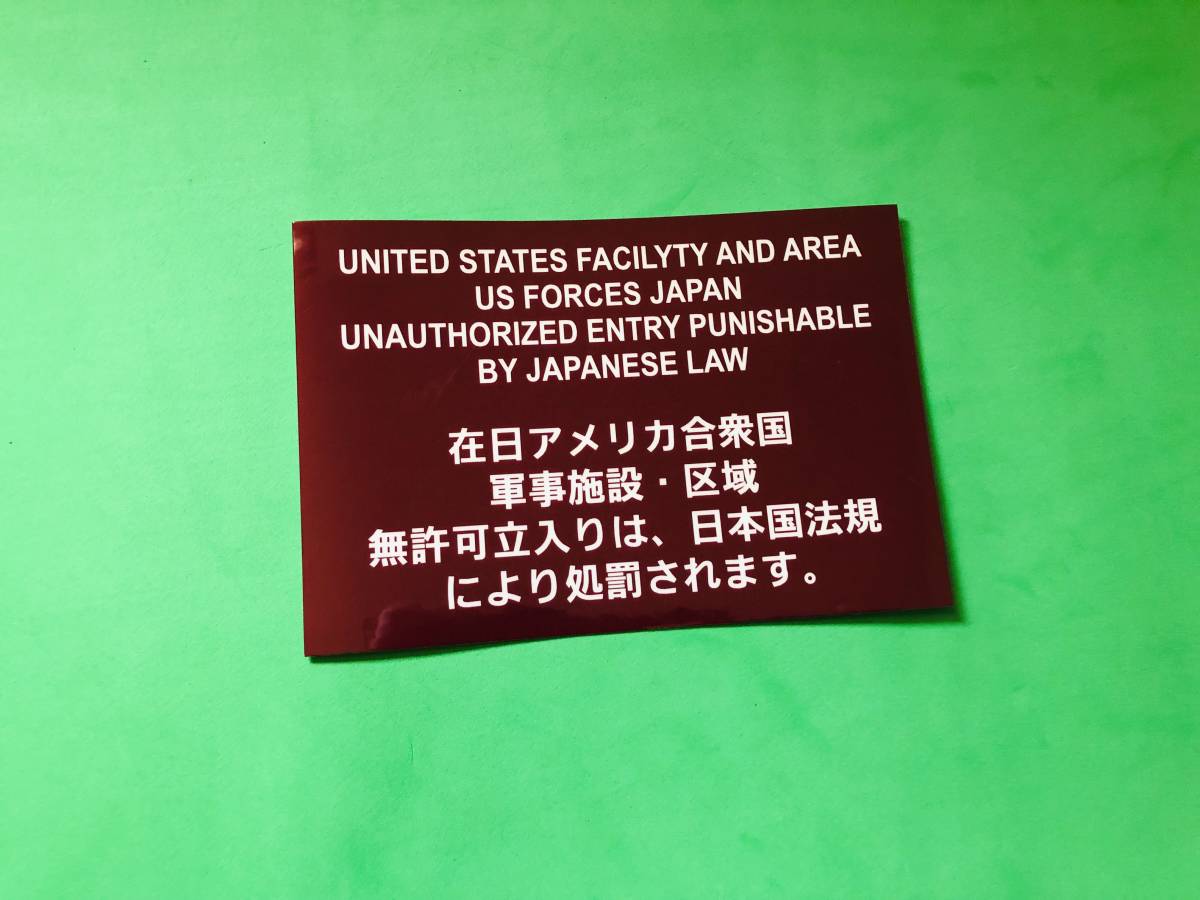 UNITED STATES FACILYTY AND AREA
US FORCES JAPAN
UNAUTHORIZED ENTRY PUNISHABLE
BY JAPANESE LAW
在日アメリカ合衆国
軍事施設・区域
無許可立入りは、日本国法規
により処罰されます。